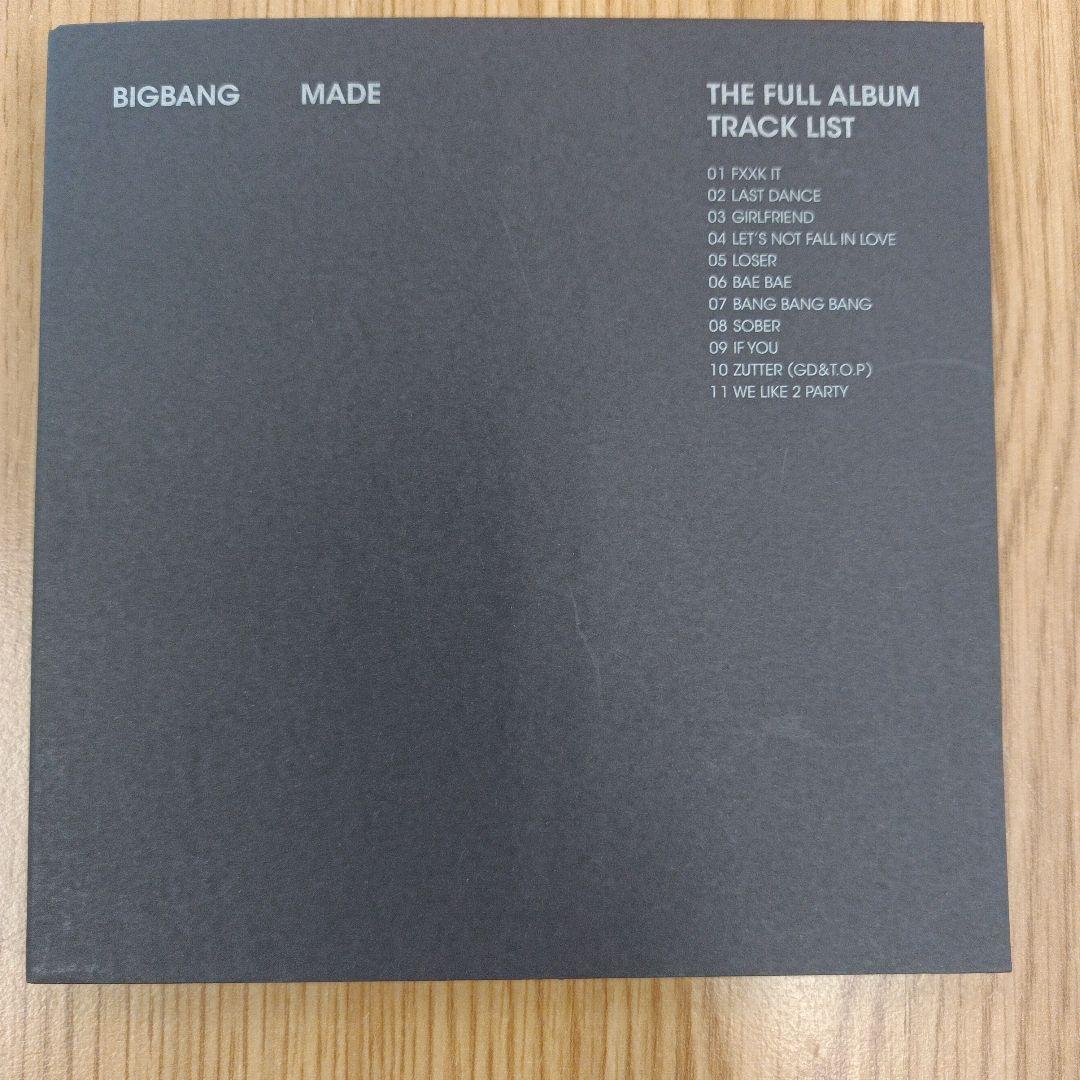 BIGBANG MADE
THE FULL ALBUM
TRACK LIST
01 FXXK IT
02 LAST DANCE
03 GIRLFRIEND
04 LET'S NOT FALL IN LOVE
05 LOSER
06 BAE BAE
07 BANG BANG BANG
08 SOBER
09 IF YOU
10 ZUTTER (GD&T.O.P)
11 WE LIKE 2 PARTY